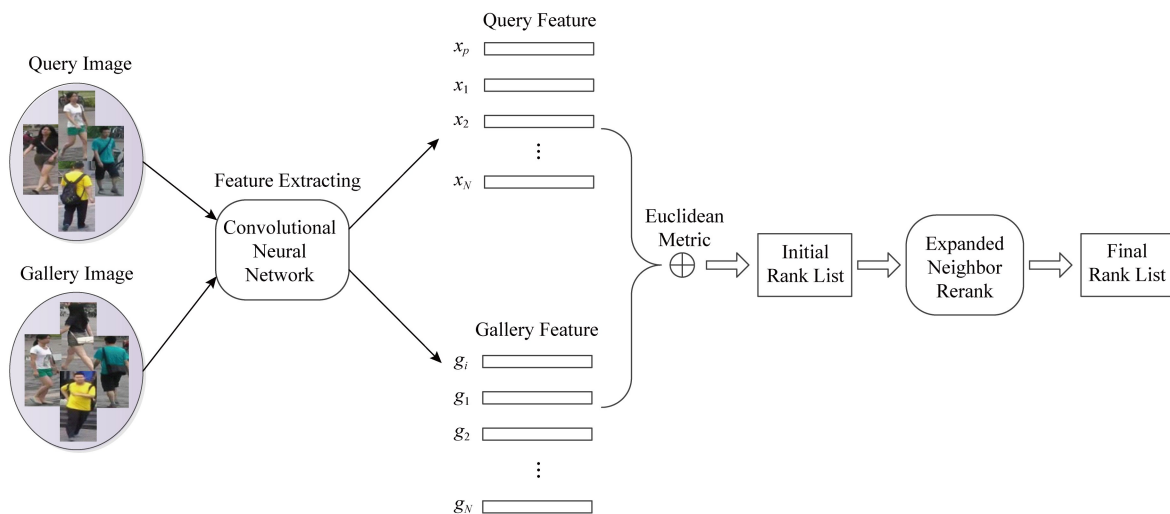 Query Image
Gallery Image
Feature Extracting
Convolutional
Neural
Network
Query Feature
x_p
x_1
x_2
⋮
x_N
Gallery Feature
g_i
g_1
g_2
⋮
g_N
Euclidean
Metric
Initial
Rank List
Expanded
Neighbor
Rerank
Final
Rank List